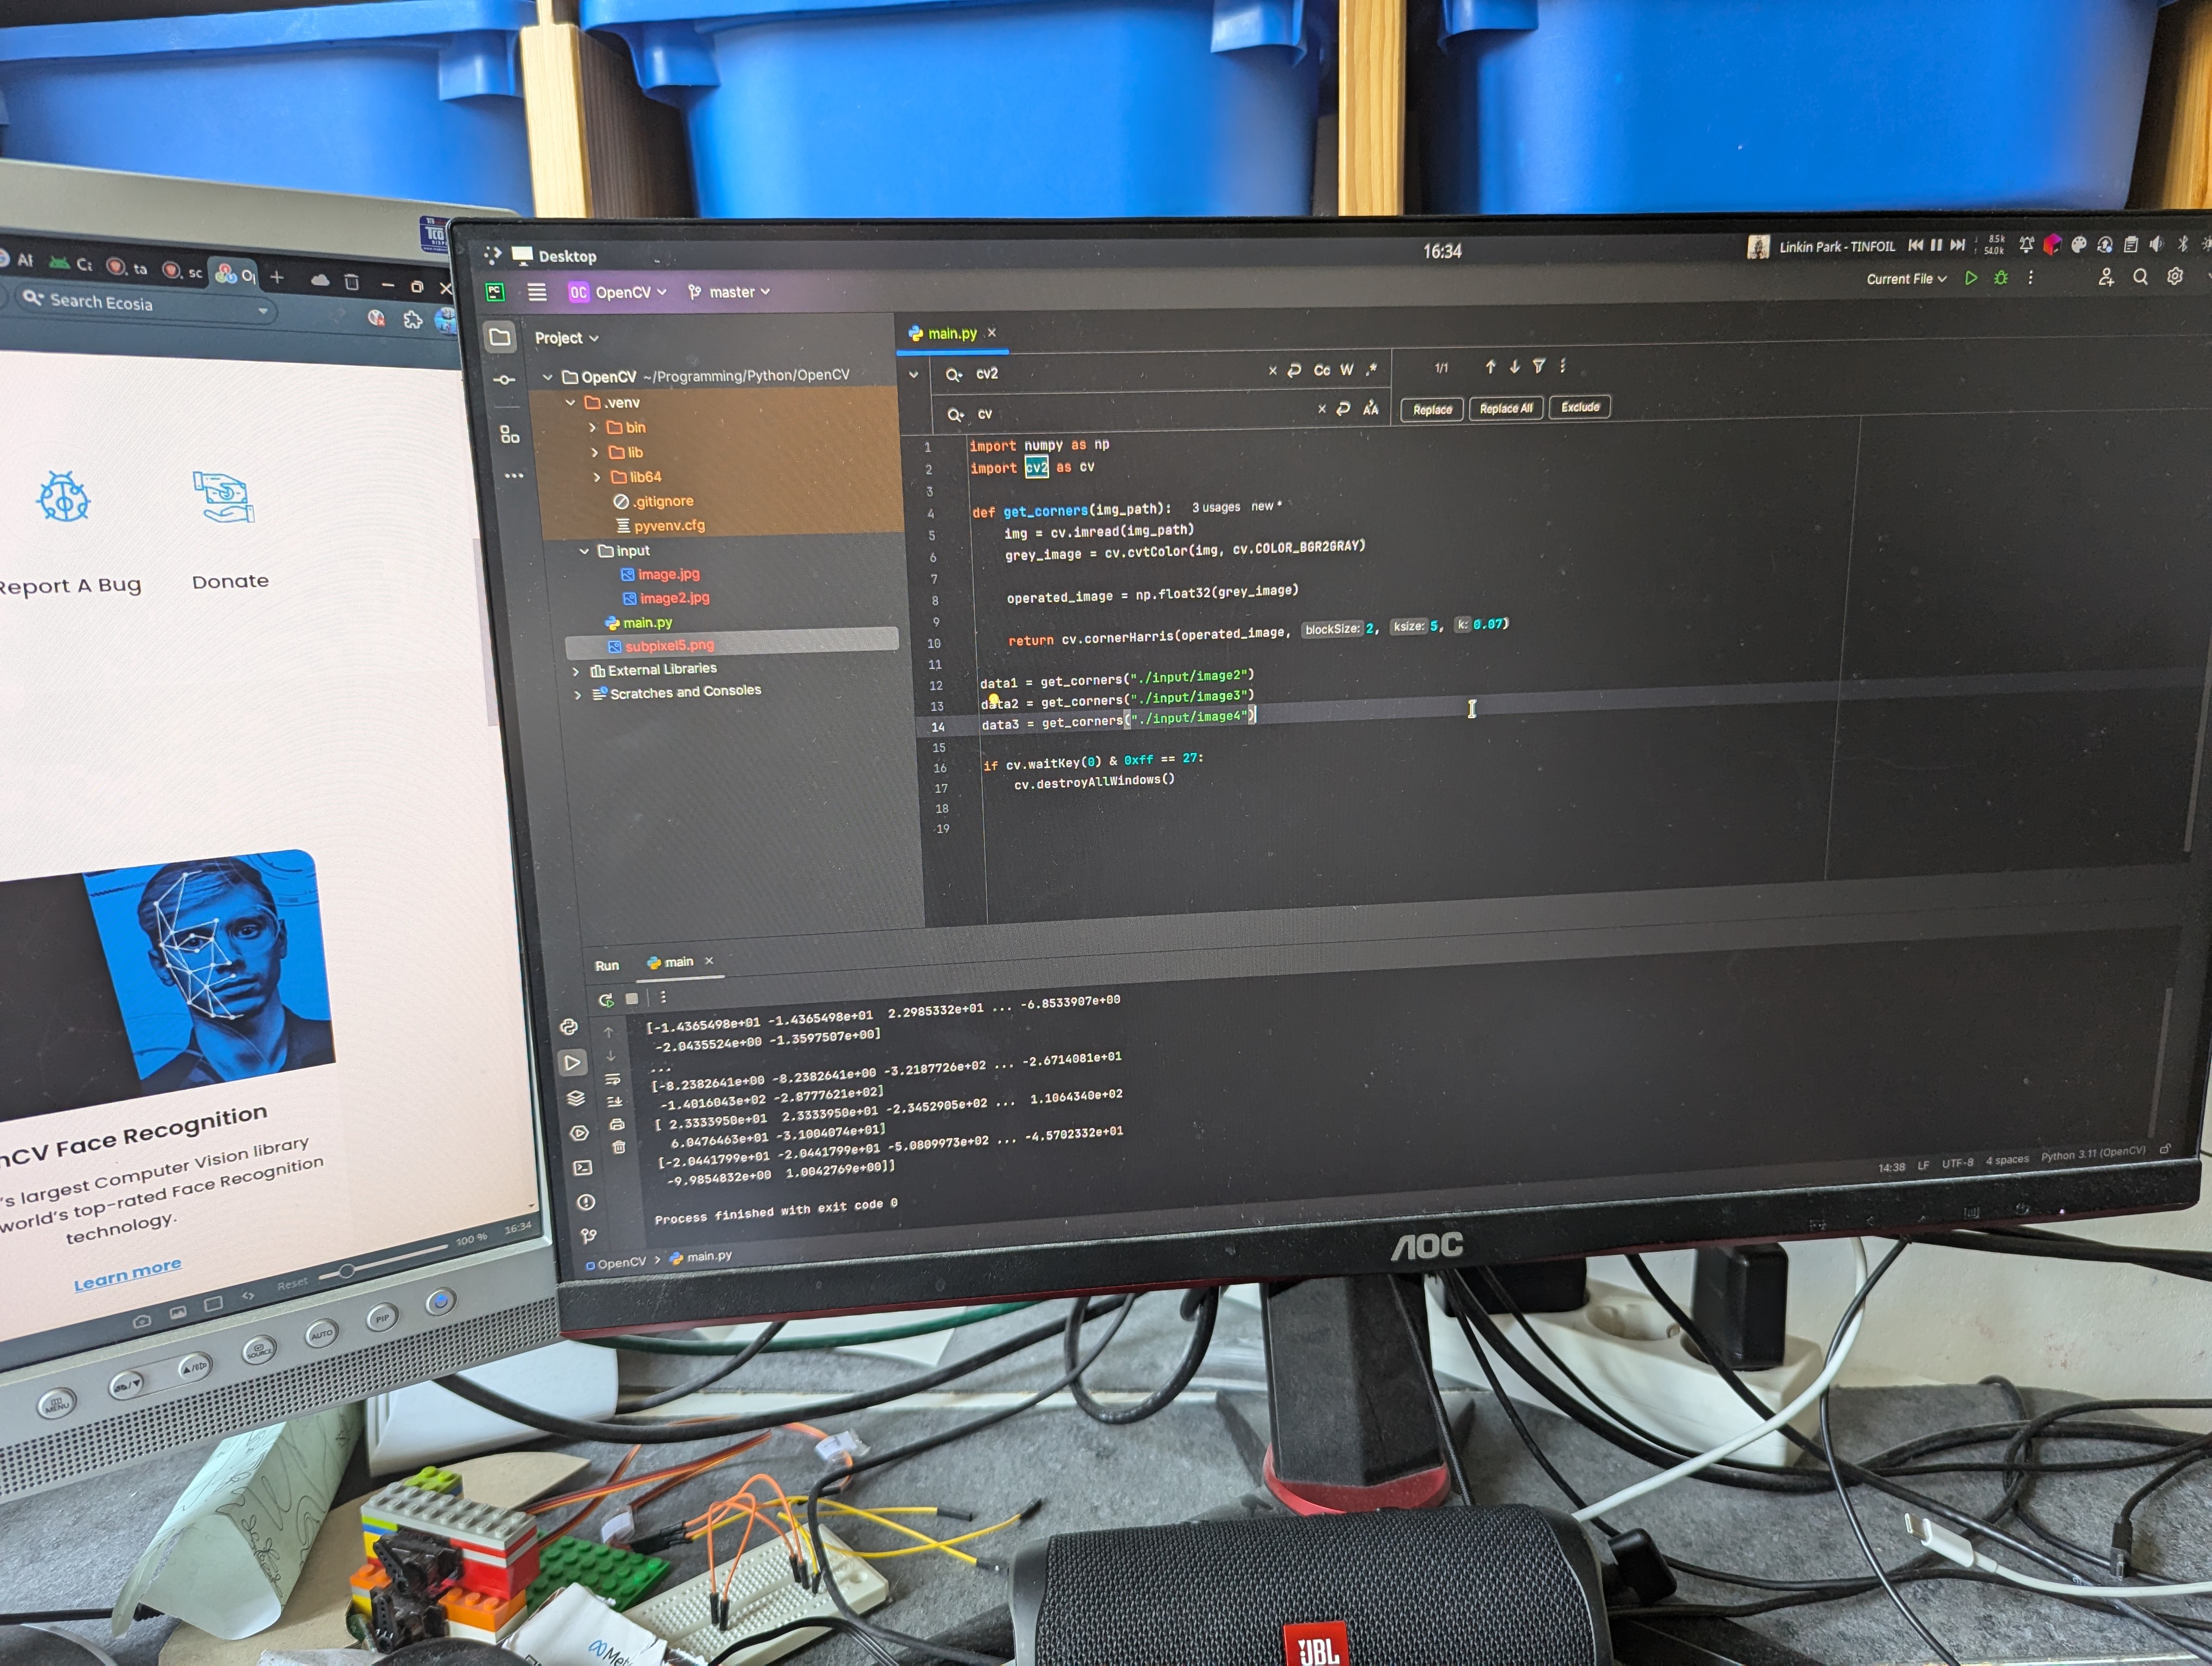 TCO
Desktop
16:34
Linkin Park - TINFOIL
8.5k
54.0k
Search Ecosia
PC
OC OpenCV
master
Current File
Project
main.py
OpenCV ~/Programming/Python/OpenCV
.venv
bin
lib
lib64
.gitignore
pyvenv.cfg
input
image.jpg
image2.jpg
main.py
subpixel5.png
External Libraries
Scratches and Consoles
cv2
Cc W .*
1/1
cv
Replace
Replace All
Exclude
1 import numpy as np
2 import cv2 as cv
3
4 def get_corners(img_path): 3 usages new *
5 img = cv.imread(img_path)
6 grey_image = cv.cvtColor(img, cv.COLOR_BGR2GRAY)
7
8 operated_image = np.float32(grey_image)
9
10 return cv.cornerHarris(operated_image, blockSize: 2, ksize: 5, k: 0.07)
11
12 data1 = get_corners("./input/image2")
13 data2 = get_corners("./input/image3")
14 data3 = get_corners("./input/image4")
15
16 if cv.waitKey(0) & 0xff == 27:
17 cv.destroyAllWindows()
18
19
Report A Bug
Donate
nCV Face Recognition
's largest Computer Vision library
world's top-rated Face Recognition
technology.
Learn more
Reset
100 %
16:34
Run
main
[-1.4365498e+01 -1.4365498e+01 2.2985332e+01 ... -6.8533907e+00
-2.0435524e+00 -1.3597507e+00]
...
[-8.2382641e+00 -8.2382641e+00 -3.2187726e+02 ... -2.6714081e+01
-1.4016043e+02 -2.8777621e+02]
[ 2.3333950e+01 2.3333950e+01 -2.3452905e+02 ... 1.1064340e+02
6.0476463e+01 -3.1004074e+01]
[-2.0441799e+01 -2.0441799e+01 -5.0809973e+02 ... -4.5702332e+01
-9.9854832e+00 1.0042769e+00]]
Process finished with exit code 0
14:38 LF UTF-8 4 spaces Python 3.11 (OpenCV)
OpenCV > main.py
AOC
MENU
SOURCE
AUTO
PIP
JBL